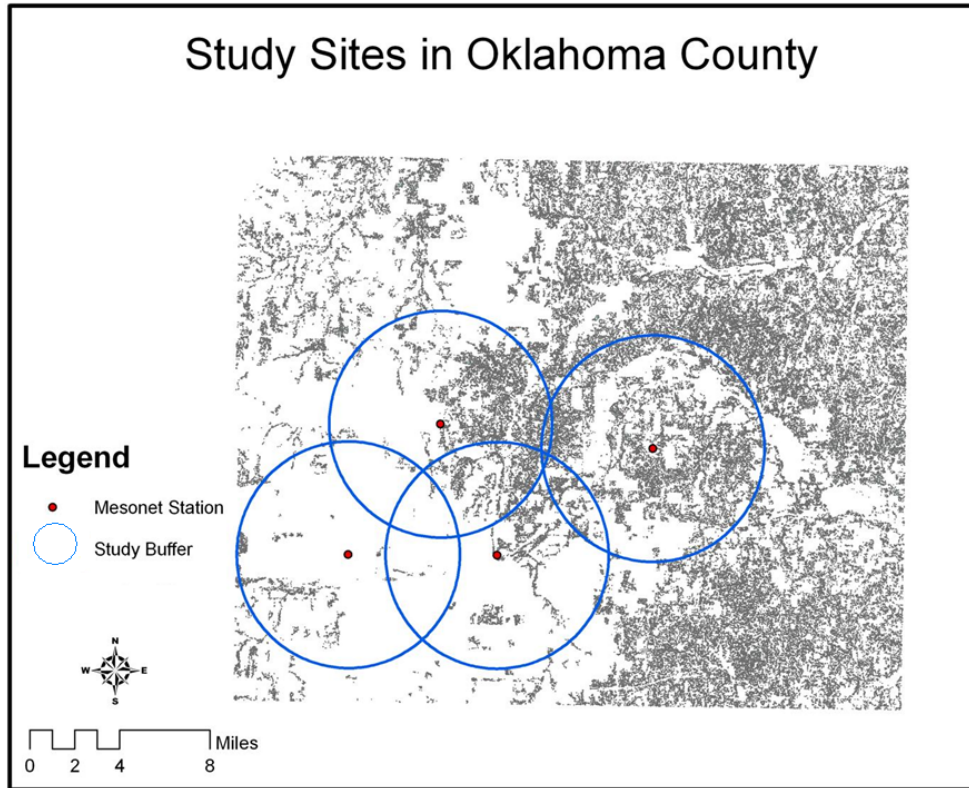 Study Sites in Oklahoma County
Legend
Mesonet Station
Study Buffer
N
W E
S
Miles
0 2 4 8